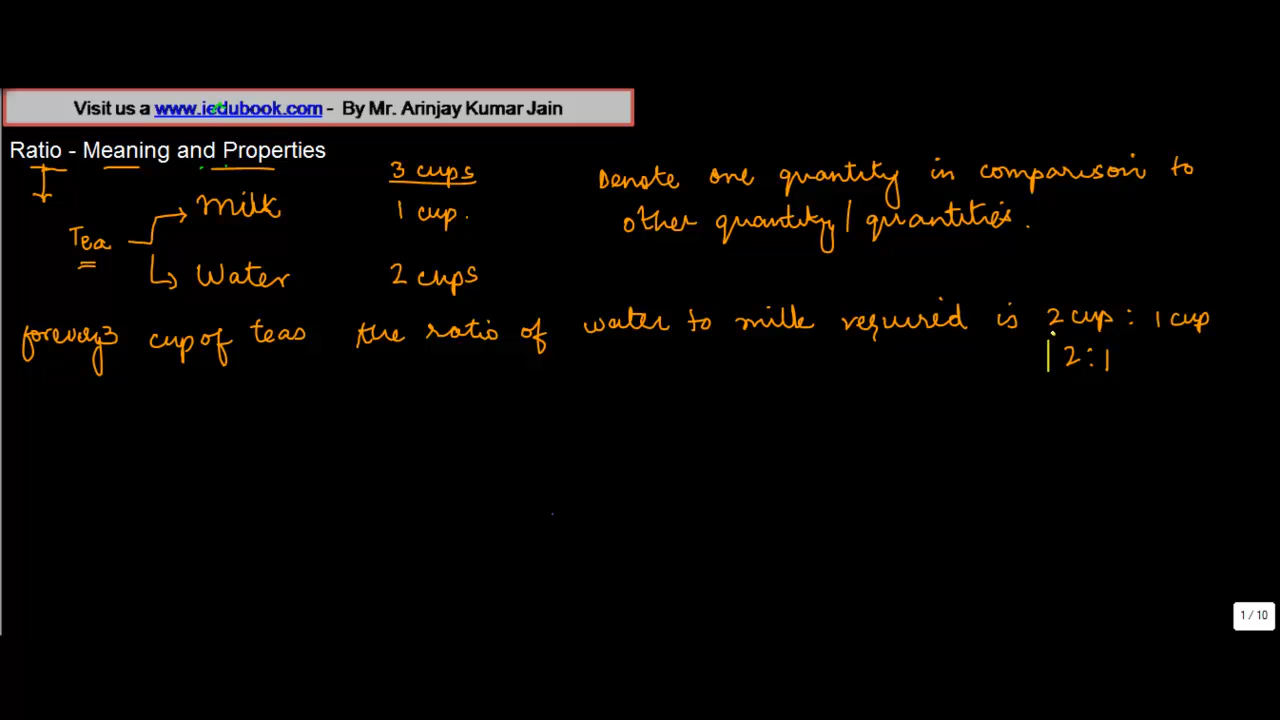 Visit us a www.iedubook.com - By Mr. Arinjay Kumar Jain
Ratio - Meaning and Properties
3 cups
Milk 1 cup.
Tea
Water 2 cups
Denote one quantity in comparison to
other quantity/quantities.
forevery 3 cup of teas the ratio of water to milk required is 2 cup : 1 cup
2 : 1
1 / 10